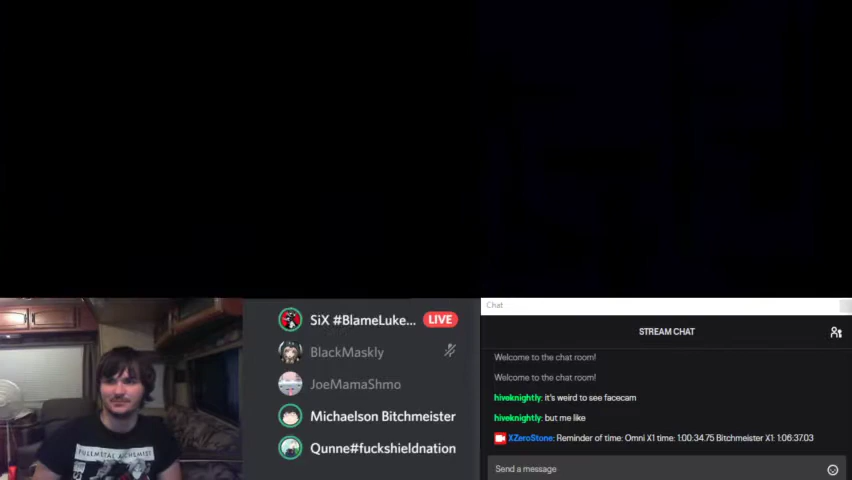 Chat
SiX #BlameLuke...
LIVE
STREAM CHAT
BlackMaskly
Welcome to the chat room!
Welcome to the chat room!
JoeMamaShmo
hiveknightly: it's weird to see facecam
Michaelson Bitchmeister
hiveknightly: but me like
XZeroStone: Reminder of time: Omni X1 time: 1:00:34.75 Bitchmeister X1: 1:06:37.03
Qunne#fuckshieldnation
FULLMETAL ALCHEMIST
Send a message